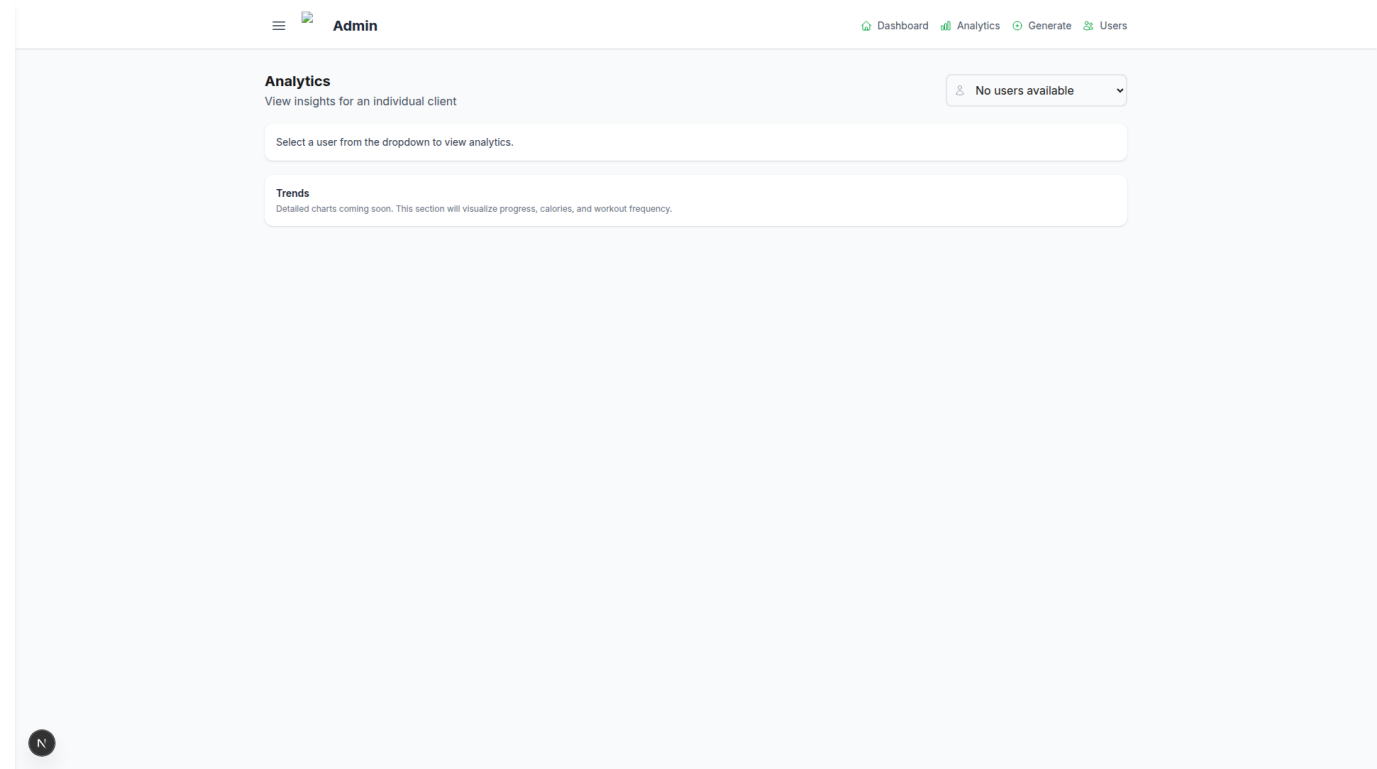 Admin
Dashboard Analytics Generate Users
Analytics
View insights for an individual client
No users available
Select a user from the dropdown to view analytics.
Trends
Detailed charts coming soon. This section will visualize progress, calories, and workout frequency.
N